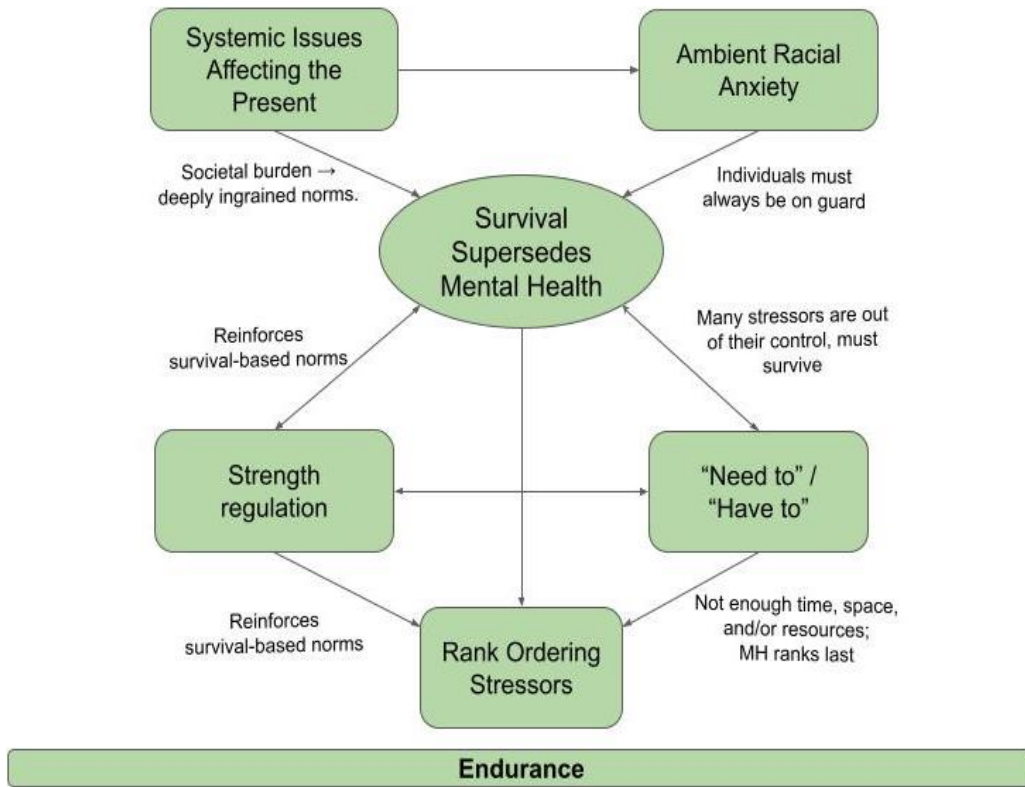 Systemic Issues
Affecting the
Present
Ambient Racial
Anxiety
Societal burden →
deeply ingrained norms.
Individuals must
always be on guard
Survival
Supersedes
Mental Health
Reinforces
survival-based norms
Many stressors are out
of their control, must
survive
Strength
regulation
“Need to” /
“Have to”
Reinforces
survival-based norms
Not enough time, space,
and/or resources;
MH ranks last
Rank Ordering
Stressors
Endurance